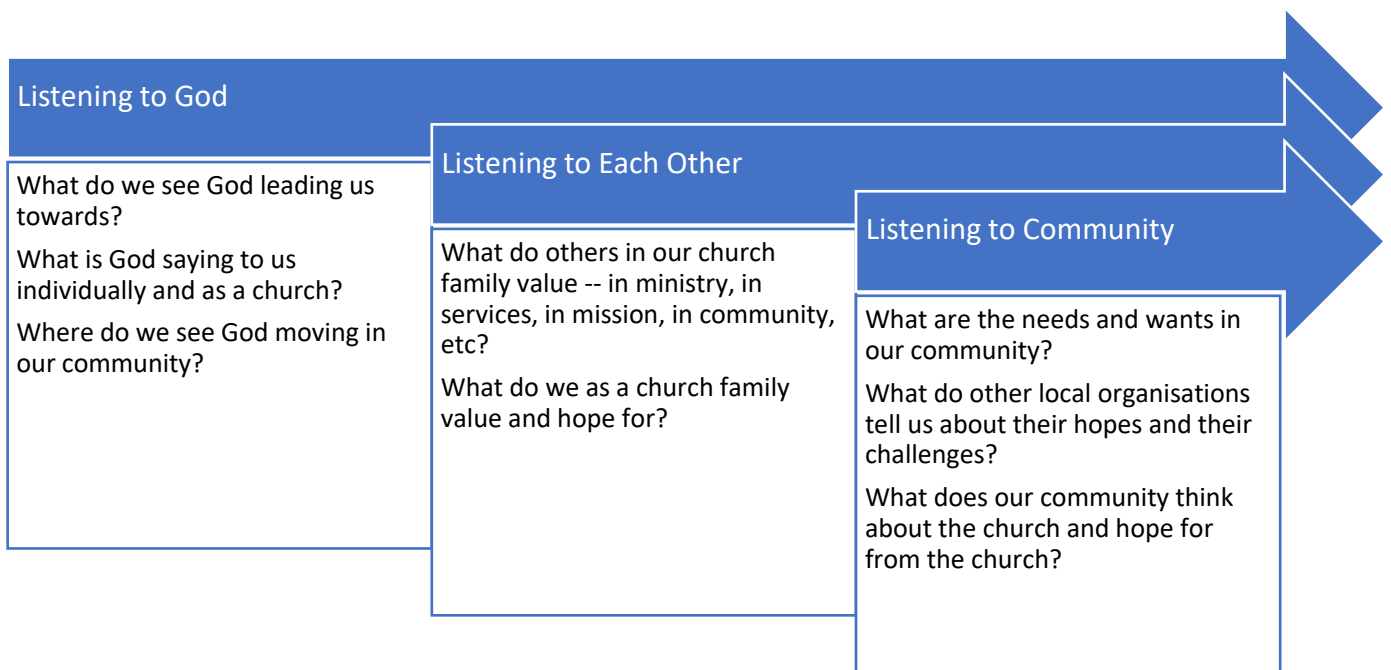 Listening to God
What do we see God leading us
towards?
What is God saying to us
individually and as a church?
Where do we see God moving in
our community?
Listening to Each Other
What do others in our church
family value -- in ministry, in
services, in mission, in community,
etc?
What do we as a church family
value and hope for?
Listening to Community
What are the needs and wants in
our community?
What do other local organisations
tell us about their hopes and their
challenges?
What does our community think
about the church and hope for
from the church?